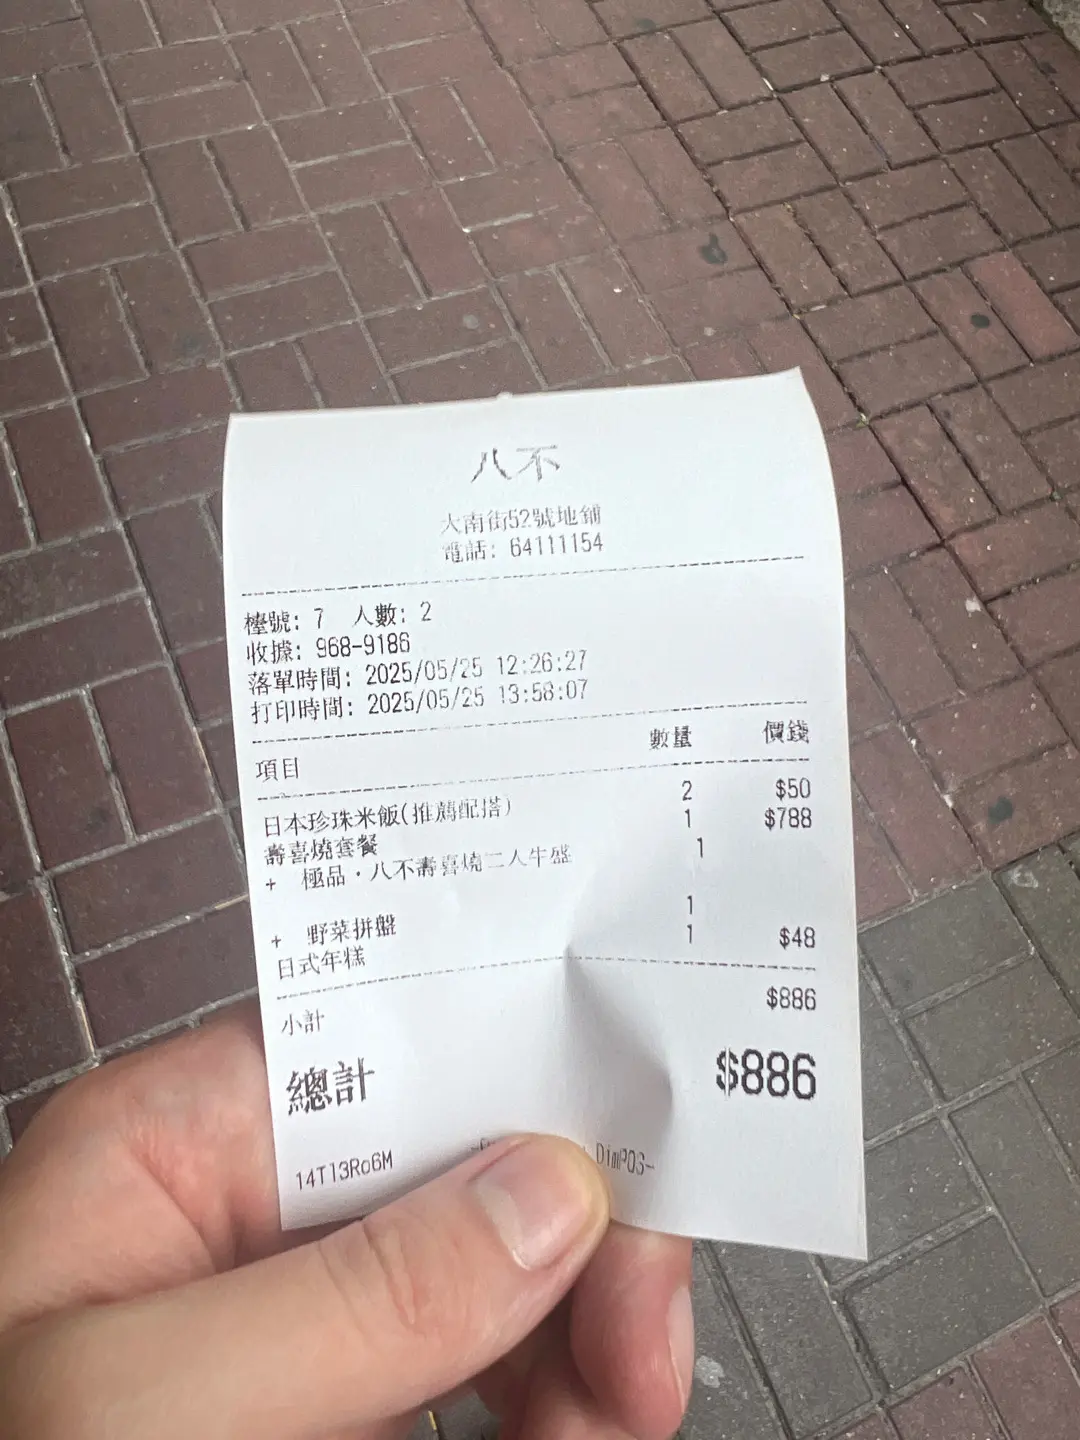 八不
大南街52號地鋪
電話: 64111154
檯號: 7 人數: 2
收據: 968-9186
落單時間: 2025/05/25 12:26:27
打印時間: 2025/05/25 13:58:07
項目 數量 價錢
日本珍珠米飯(推薦配搭) 2 $50
壽喜燒套餐 1 $788
+ 極品・八不壽喜燒二人牛盛 1
+ 野菜拼盤 1
日式年糕 1 $48
小計 $886
總計 $886
14Tl3Ro6M DimPOS-